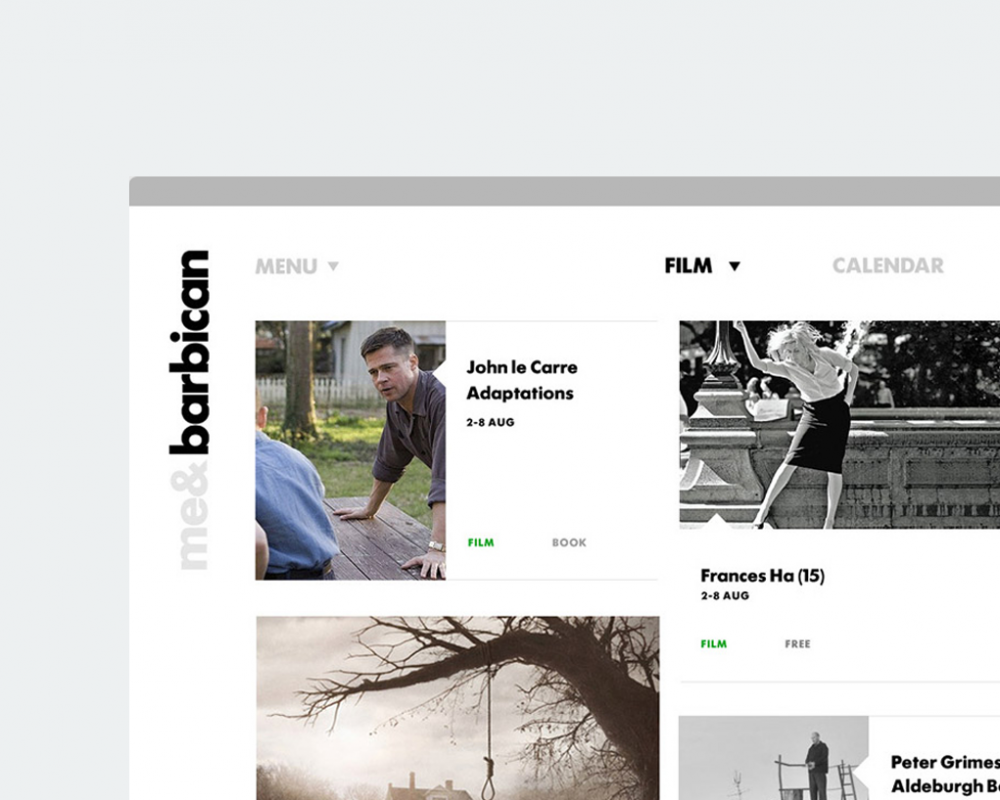 me&barbican
MENU
FILM
CALENDAR
John le Carre
Adaptations
2-8 AUG
FILM
BOOK
Frances Ha (15)
2-8 AUG
FILM
FREE
Peter Grimes
Aldeburgh